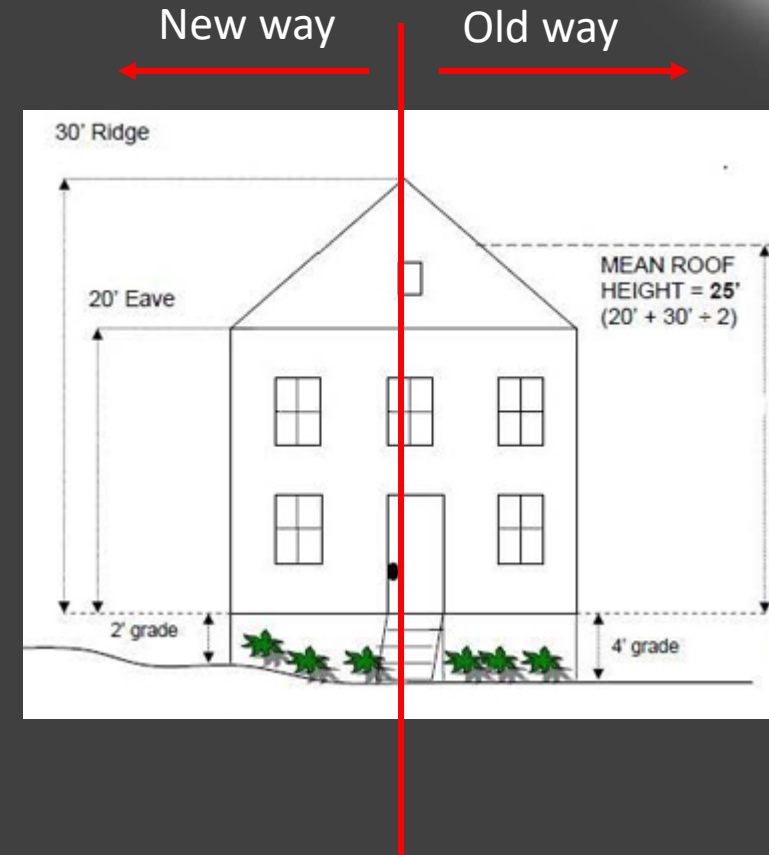 New way
Old way
30' Ridge
20' Eave
MEAN ROOF
HEIGHT = 25'
(20' + 30' ÷ 2)
2' grade
4' grade